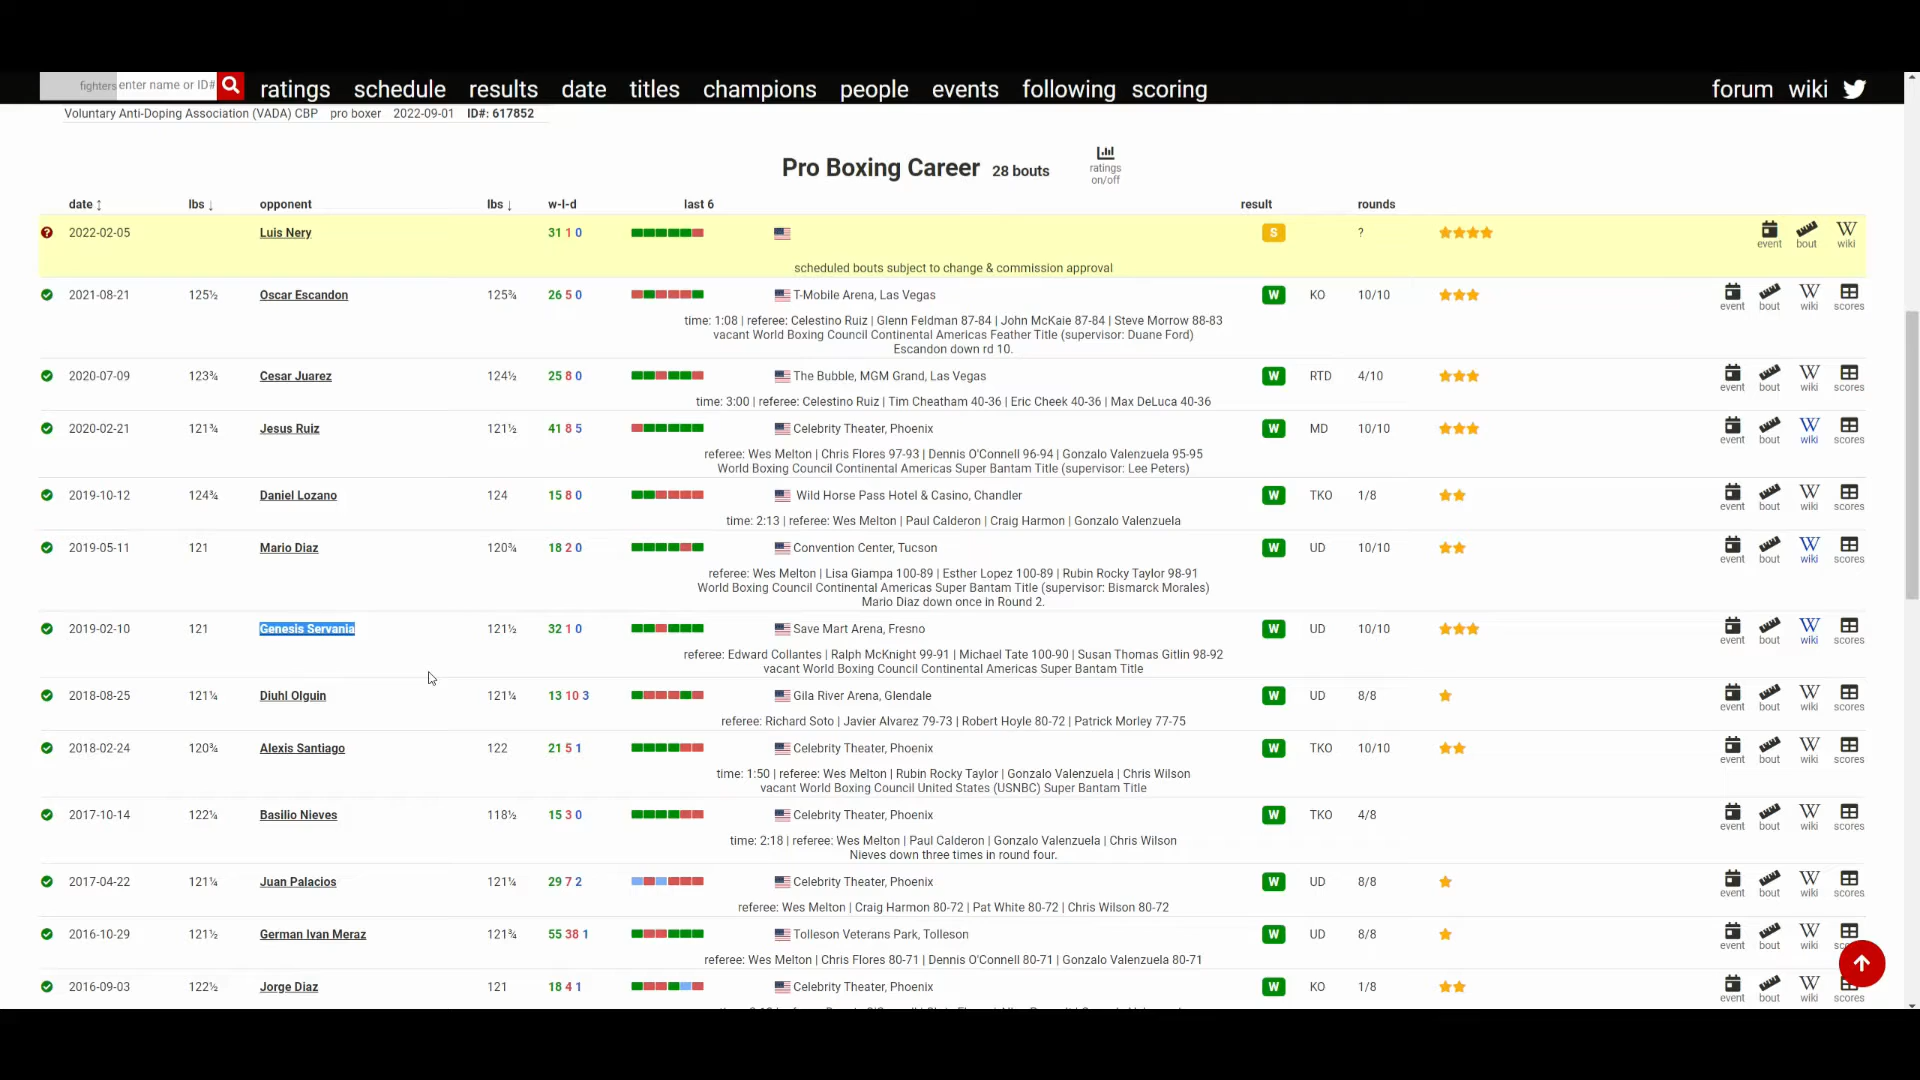 fighters enter name or ID# ratings schedule results date titles champions people events following scoring forum wiki
Voluntary Anti-Doping Association (VADA) CBP pro boxer 2022-09-01 ID#: 617852
Pro Boxing Career 28 bouts
ratings
on/off
date lbs opponent lbs w-l-d last 6 result rounds
2022-02-05 Luis Nery 31 1 0 S ?
event bout wiki
scheduled bouts subject to change & commission approval
2021-08-21 125½ Oscar Escandon 125¾ 26 5 0 T-Mobile Arena, Las Vegas W KO 10/10
event bout wiki scores
time: 1:08 | referee: Celestino Ruiz | Glenn Feldman 87-84 | John McKaie 87-84 | Steve Morrow 88-83
vacant World Boxing Council Continental Americas Feather Title (supervisor: Duane Ford)
Escandon down rd 10.
2020-07-09 123¾ Cesar Juarez 124½ 25 8 0 The Bubble, MGM Grand, Las Vegas W RTD 4/10
event bout wiki scores
time: 3:00 | referee: Celestino Ruiz | Tim Cheatham 40-36 | Eric Cheek 40-36 | Max DeLuca 40-36
2020-02-21 121¾ Jesus Ruiz 121½ 41 8 5 Celebrity Theater, Phoenix W MD 10/10
event bout wiki scores
referee: Wes Melton | Chris Flores 97-93 | Dennis O'Connell 96-94 | Gonzalo Valenzuela 95-95
World Boxing Council Continental Americas Super Bantam Title (supervisor: Lee Peters)
2019-10-12 124¾ Daniel Lozano 124 15 8 0 Wild Horse Pass Hotel & Casino, Chandler W TKO 1/8
event bout wiki scores
time: 2:13 | referee: Wes Melton | Paul Calderon | Craig Harmon | Gonzalo Valenzuela
2019-05-11 121 Mario Diaz 120¾ 18 2 0 Convention Center, Tucson W UD 10/10
event bout wiki scores
referee: Wes Melton | Lisa Giampa 100-89 | Esther Lopez 100-89 | Rubin Rocky Taylor 98-91
World Boxing Council Continental Americas Super Bantam Title (supervisor: Bismarck Morales)
Mario Diaz down once in Round 2.
2019-02-10 121 Genesis Servania 121½ 32 1 0 Save Mart Arena, Fresno W UD 10/10
event bout wiki scores
referee: Edward Collantes | Ralph McKnight 99-91 | Michael Tate 100-90 | Susan Thomas Gitlin 98-92
vacant World Boxing Council Continental Americas Super Bantam Title
2018-08-25 121¼ Diuhl Olguin 121¼ 13 10 3 Gila River Arena, Glendale W UD 8/8
event bout wiki scores
referee: Richard Soto | Javier Alvarez 79-73 | Robert Hoyle 80-72 | Patrick Morley 77-75
2018-02-24 120¾ Alexis Santiago 122 21 5 1 Celebrity Theater, Phoenix W TKO 10/10
event bout wiki scores
time: 1:50 | referee: Wes Melton | Rubin Rocky Taylor | Gonzalo Valenzuela | Chris Wilson
vacant World Boxing Council United States (USNBC) Super Bantam Title
2017-10-14 122¼ Basilio Nieves 118½ 15 3 0 Celebrity Theater, Phoenix W TKO 4/8
event bout wiki scores
time: 2:18 | referee: Wes Melton | Paul Calderon | Gonzalo Valenzuela | Chris Wilson
Nieves down three times in round four.
2017-04-22 121¼ Juan Palacios 121¼ 29 7 2 Celebrity Theater, Phoenix W UD 8/8
event bout wiki scores
referee: Wes Melton | Craig Harmon 80-72 | Pat White 80-72 | Chris Wilson 80-72
2016-10-29 121½ German Ivan Meraz 121¾ 55 38 1 Tolleson Veterans Park, Tolleson W UD 8/8
event bout wiki
referee: Wes Melton | Chris Flores 80-71 | Dennis O'Connell 80-71 | Gonzalo Valenzuela 80-71
2016-09-03 122½ Jorge Diaz 121 18 4 1 Celebrity Theater, Phoenix W KO 1/8
event bout wiki scores